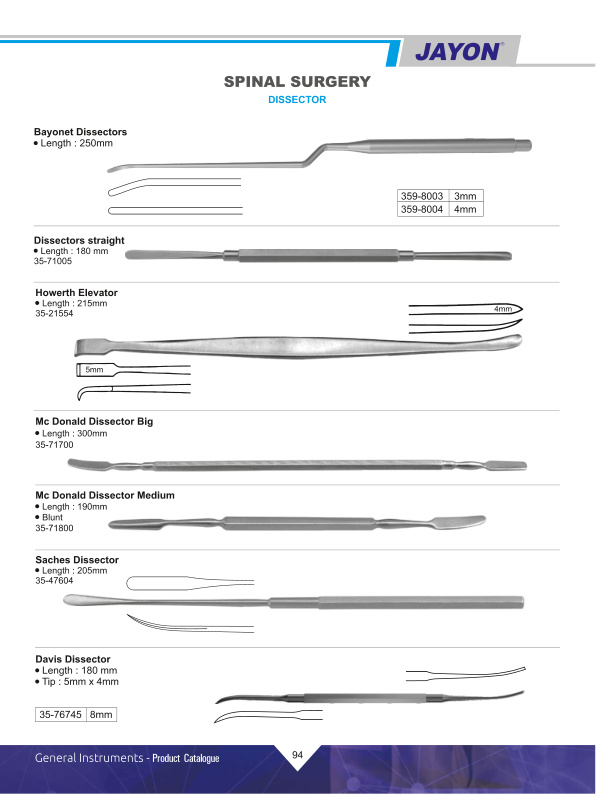 JAYON®
SPINAL SURGERY
DISSECTOR
Bayonet Dissectors
• Length : 250mm
359-8003 3mm
359-8004 4mm
Dissectors straight
• Length : 180 mm
35-71005
Howerth Elevator
• Length : 215mm
35-21554
4mm
5mm
Mc Donald Dissector Big
• Length : 300mm
35-71700
Mc Donald Dissector Medium
• Length : 190mm
• Blunt
35-71800
Saches Dissector
• Length : 205mm
35-47604
Davis Dissector
• Length : 180 mm
• Tip : 5mm x 4mm
35-76745 8mm
General Instruments - Product Catalogue
94